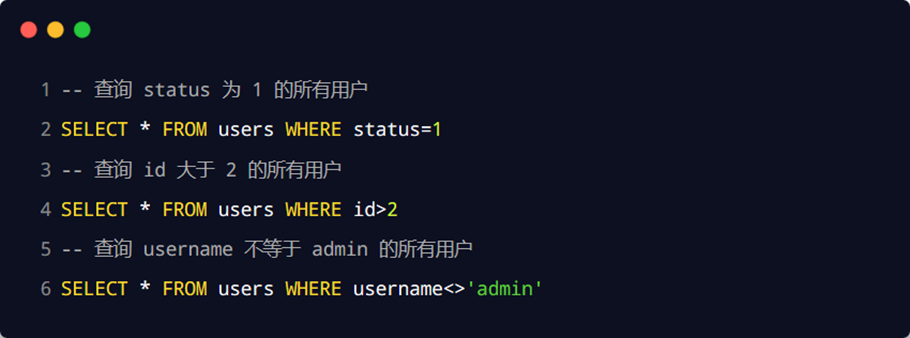 1 -- 查询 status 为 1 的所有用户
2 SELECT * FROM users WHERE status=1
3 -- 查询 id 大于 2 的所有用户
4 SELECT * FROM users WHERE id>2
5 -- 查询 username 不等于 admin 的所有用户
6 SELECT * FROM users WHERE username<>'admin'